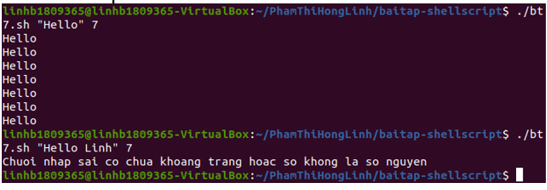 linhb1809365@linhb1809365-VirtualBox:~/PhamThiHongLinh/baitap-shellscript$ ./bt
7.sh "Hello" 7
Hello
Hello
Hello
Hello
Hello
Hello
Hello
linhb1809365@linhb1809365-VirtualBox:~/PhamThiHongLinh/baitap-shellscript$ ./bt
7.sh "Hello Linh" 7
Chuoi nhap sai co chua khoang trang hoac so khong la so nguyen
linhb1809365@linhb1809365-VirtualBox:~/PhamThiHongLinh/baitap-shellscript$